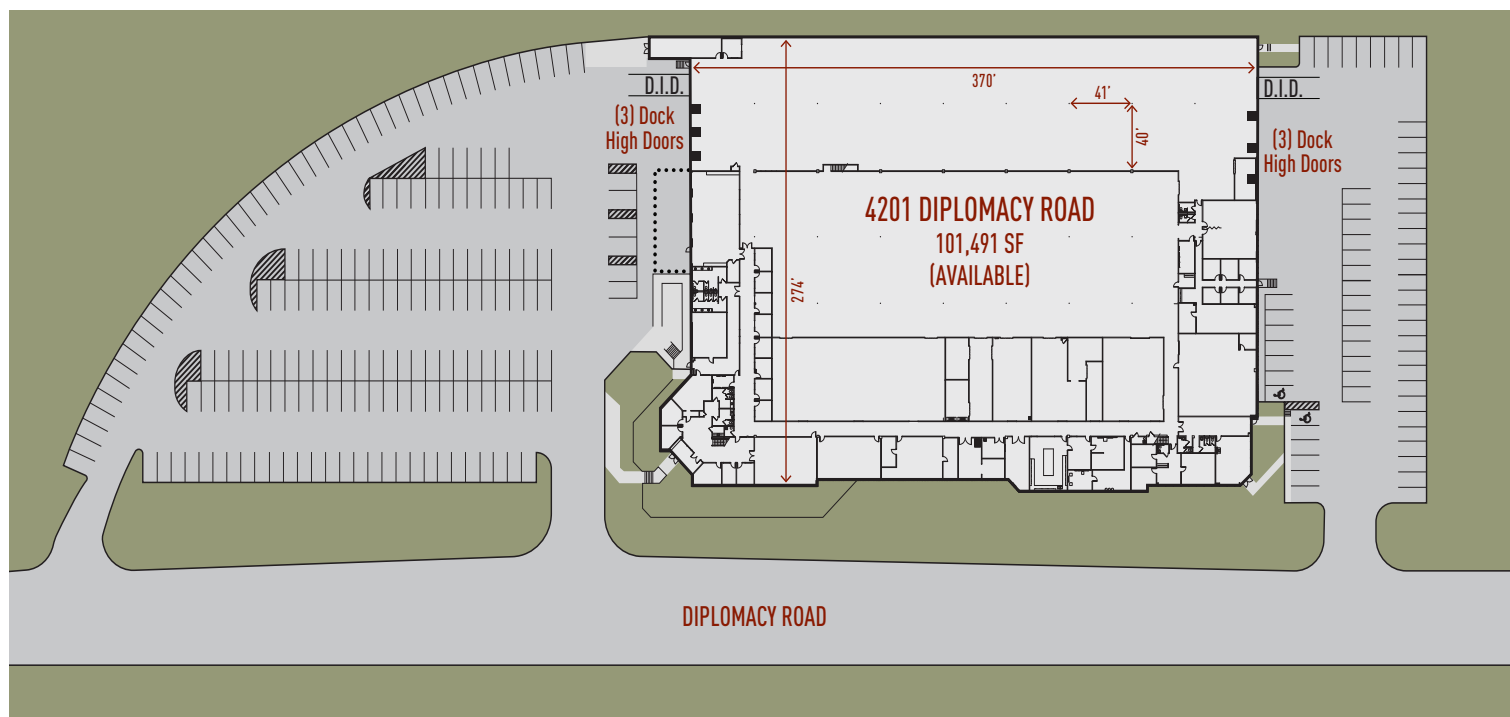 370'
D.I.D.
(3) Dock
High Doors
41'
40'
D.I.D.
(3) Dock
High Doors
4201 DIPLOMACY ROAD
101,491 SF
(AVAILABLE)
274'
DIPLOMACY ROAD